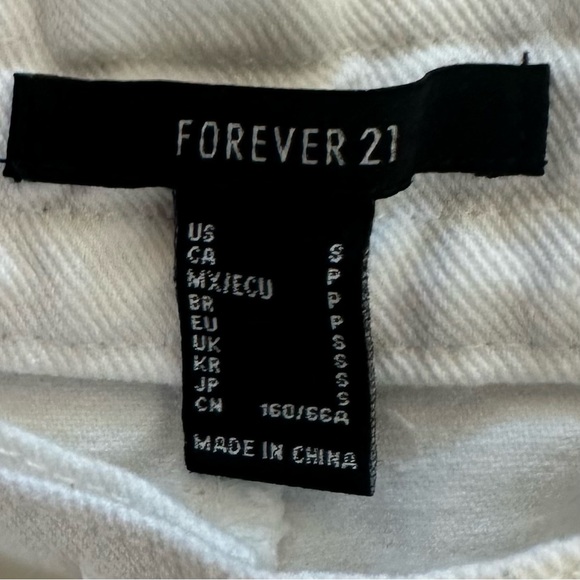 FOREVER 21
US S
CA P
MX/ECU P
BR P
EU S
UK S
KR S
JP S
CN 160/66A
MADE IN CHINA